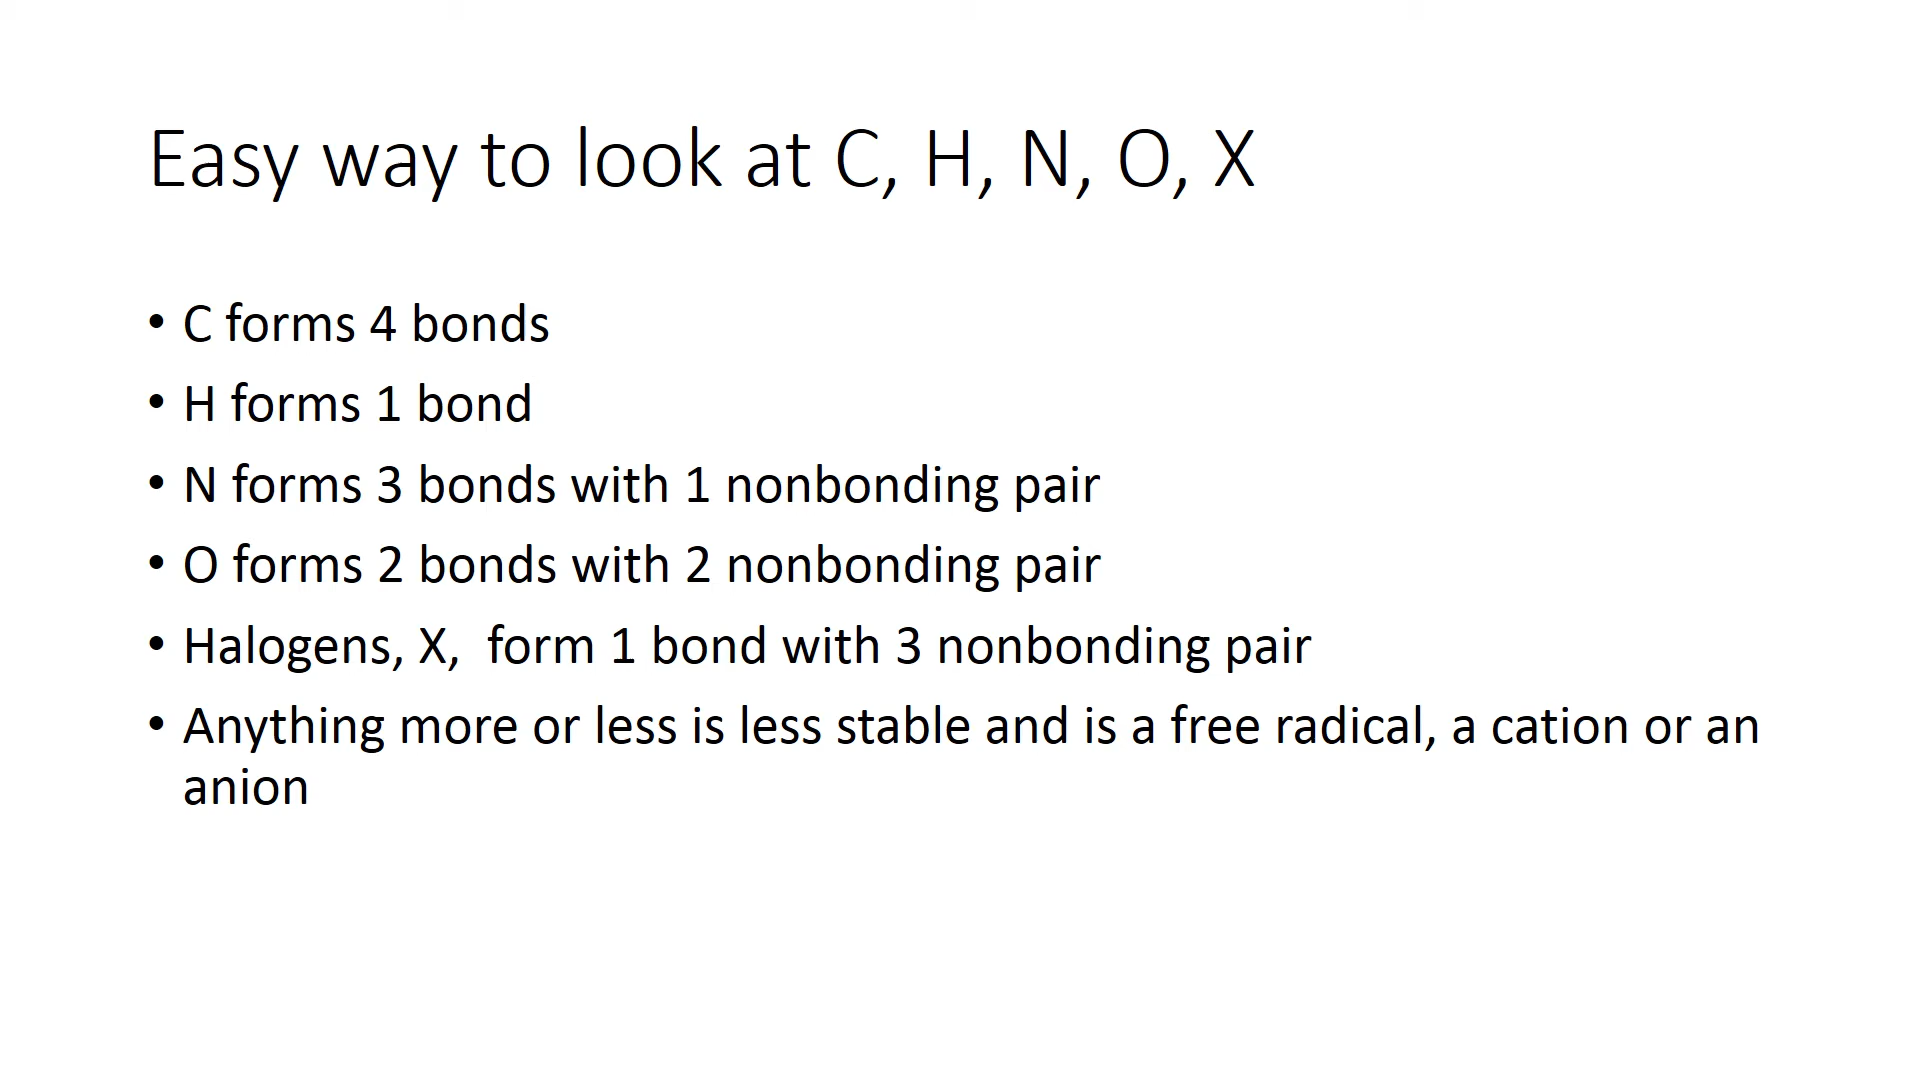 Easy way to look at C, H, N, O, X
• C forms 4 bonds
• H forms 1 bond
• N forms 3 bonds with 1 nonbonding pair
• O forms 2 bonds with 2 nonbonding pair
• Halogens, X,  form 1 bond with 3 nonbonding pair
• Anything more or less is less stable and is a free radical, a cation or an
anion